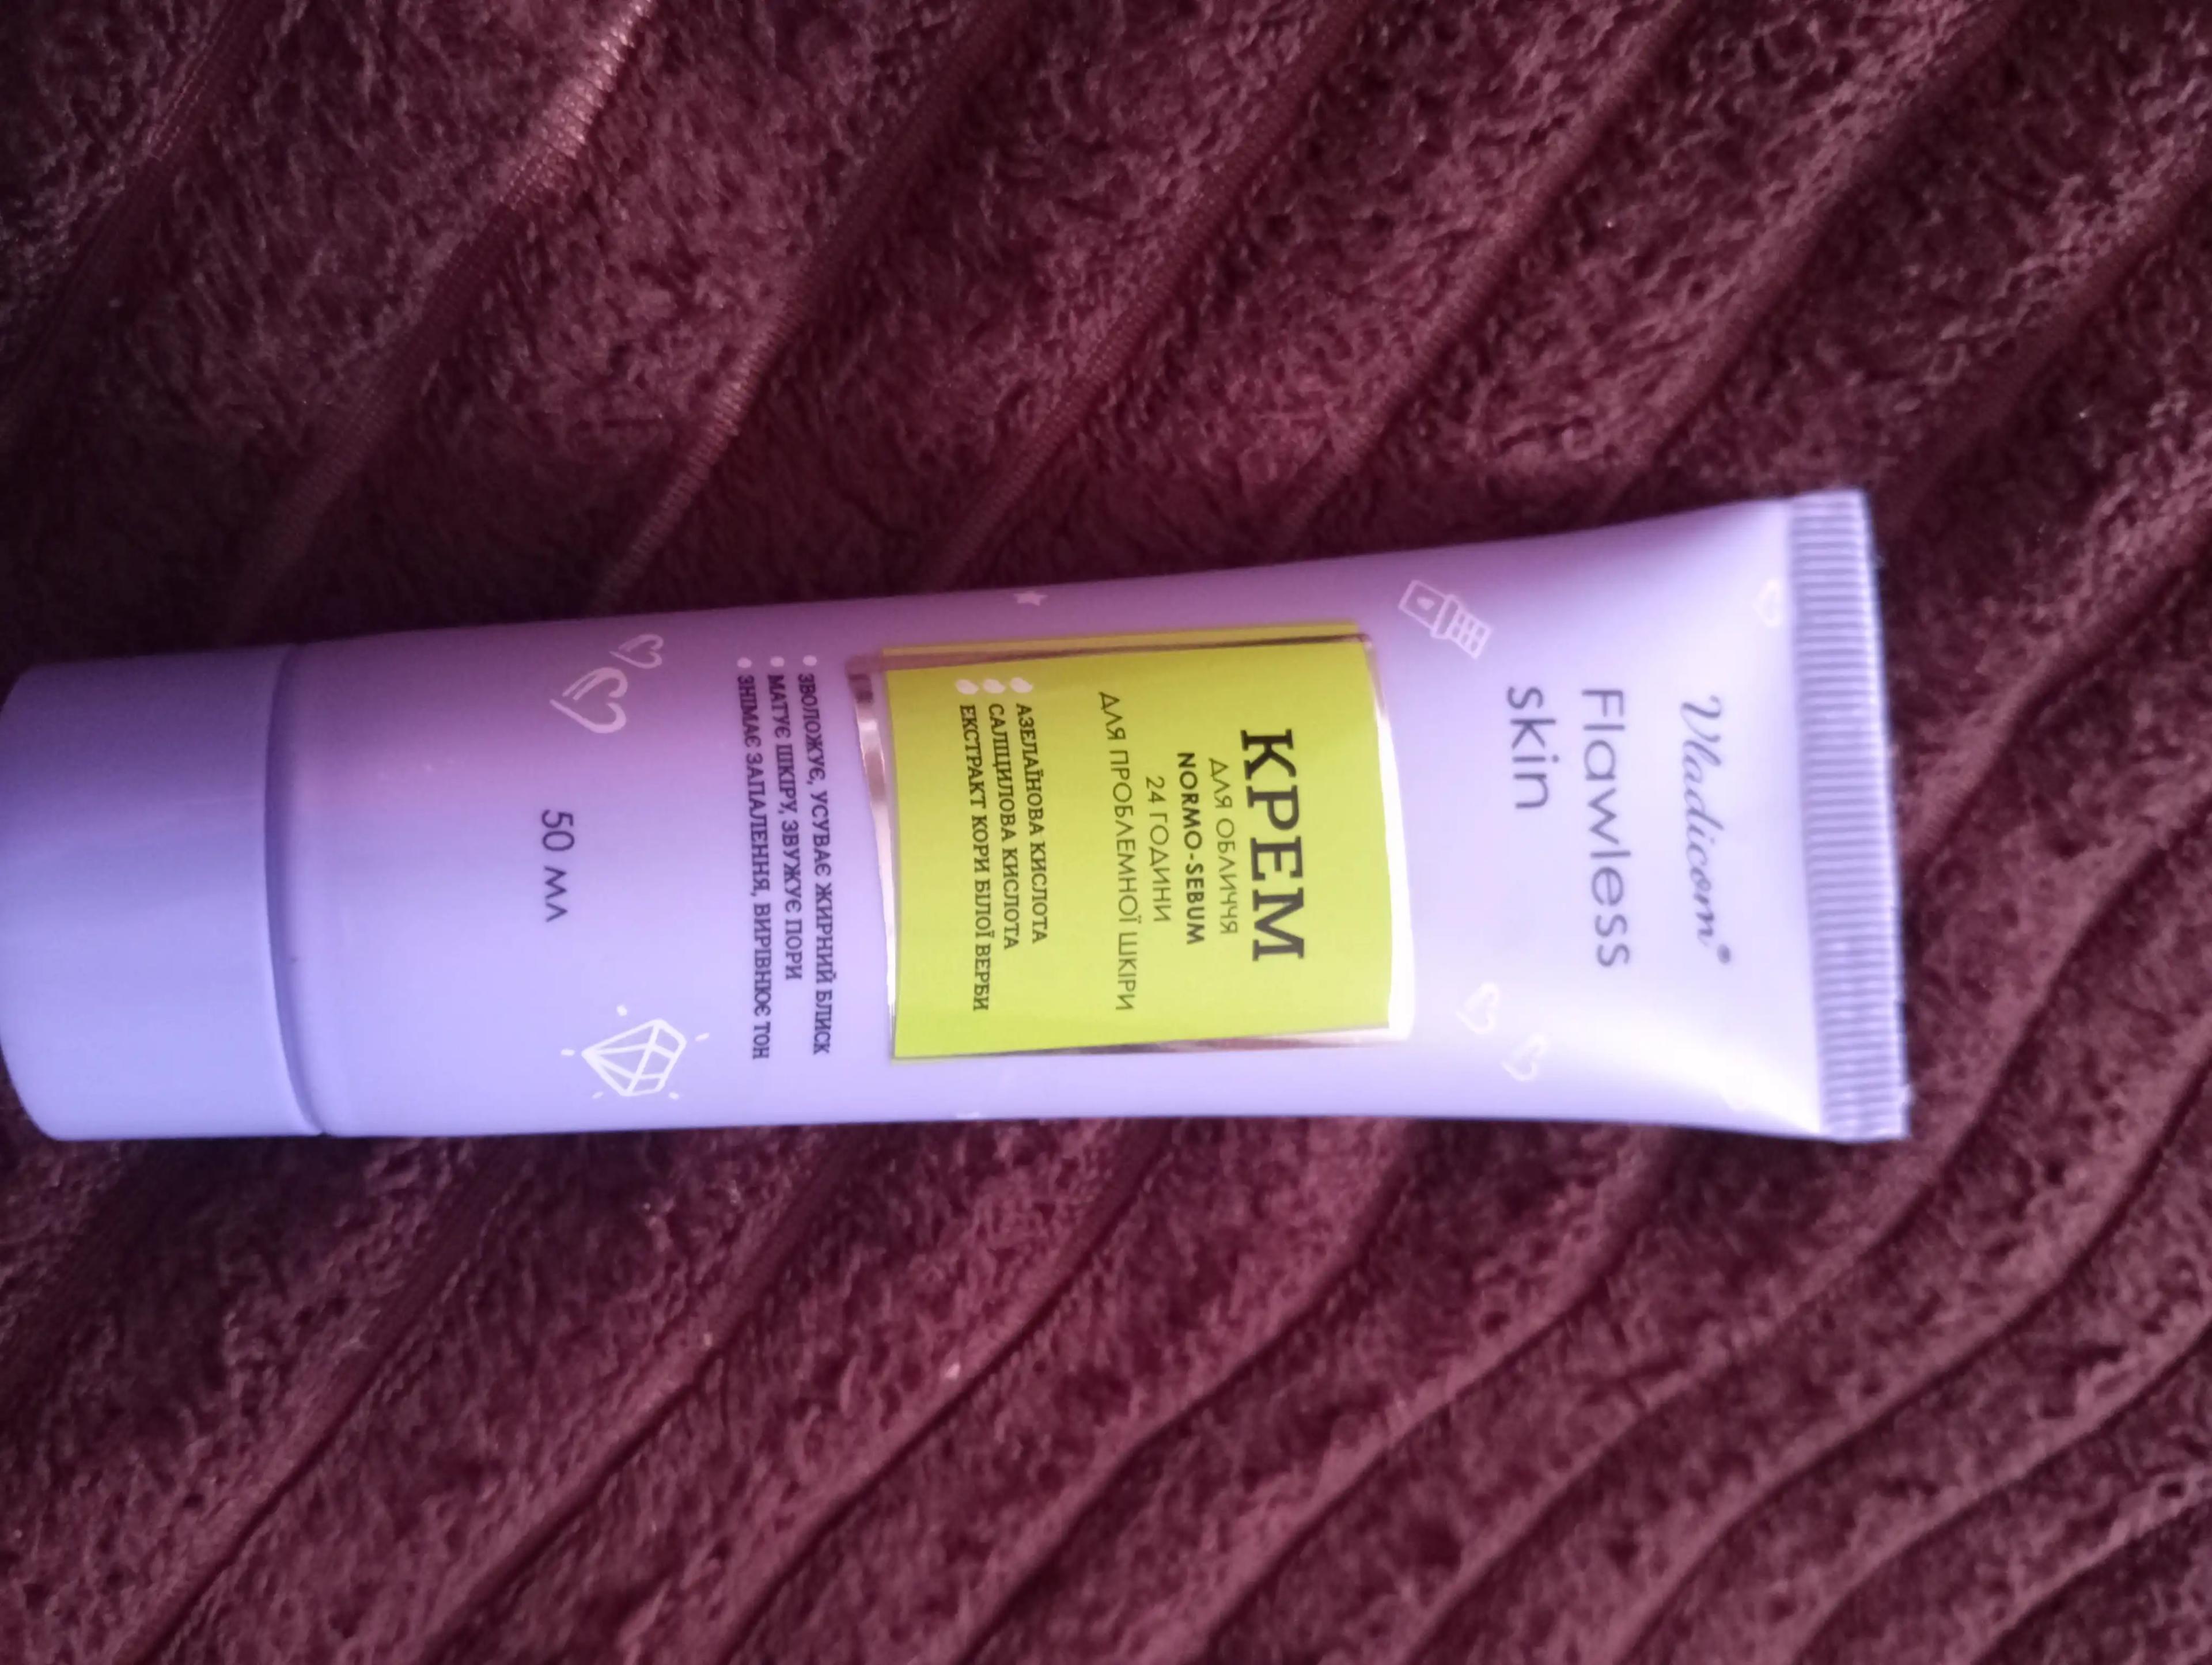 Vladicom®
Flawless
skin
КРЕМ
ДЛЯ ОБЛИЧЧЯ
NORMO-SEBUM
24 ГОДИНИ
ДЛЯ ПРОБЛЕМНОЇ ШКІРИ
АЗЕЛАЇНОВА КИСЛОТА
САЛІЦИЛОВА КИСЛОТА
ЕКСТРАКТ КОРИ БІЛОЇ ВЕРБИ
• ЗВОЛОЖУЄ, УСУВАЄ ЖИРНИЙ БЛИСК
• МАТУЄ ШКІРУ, ЗВУЖУЄ ПОРИ
• ЗНІМАЄ ЗАПАЛЕННЯ, ВИРІВНЮЄ ТОН
50 МЛ